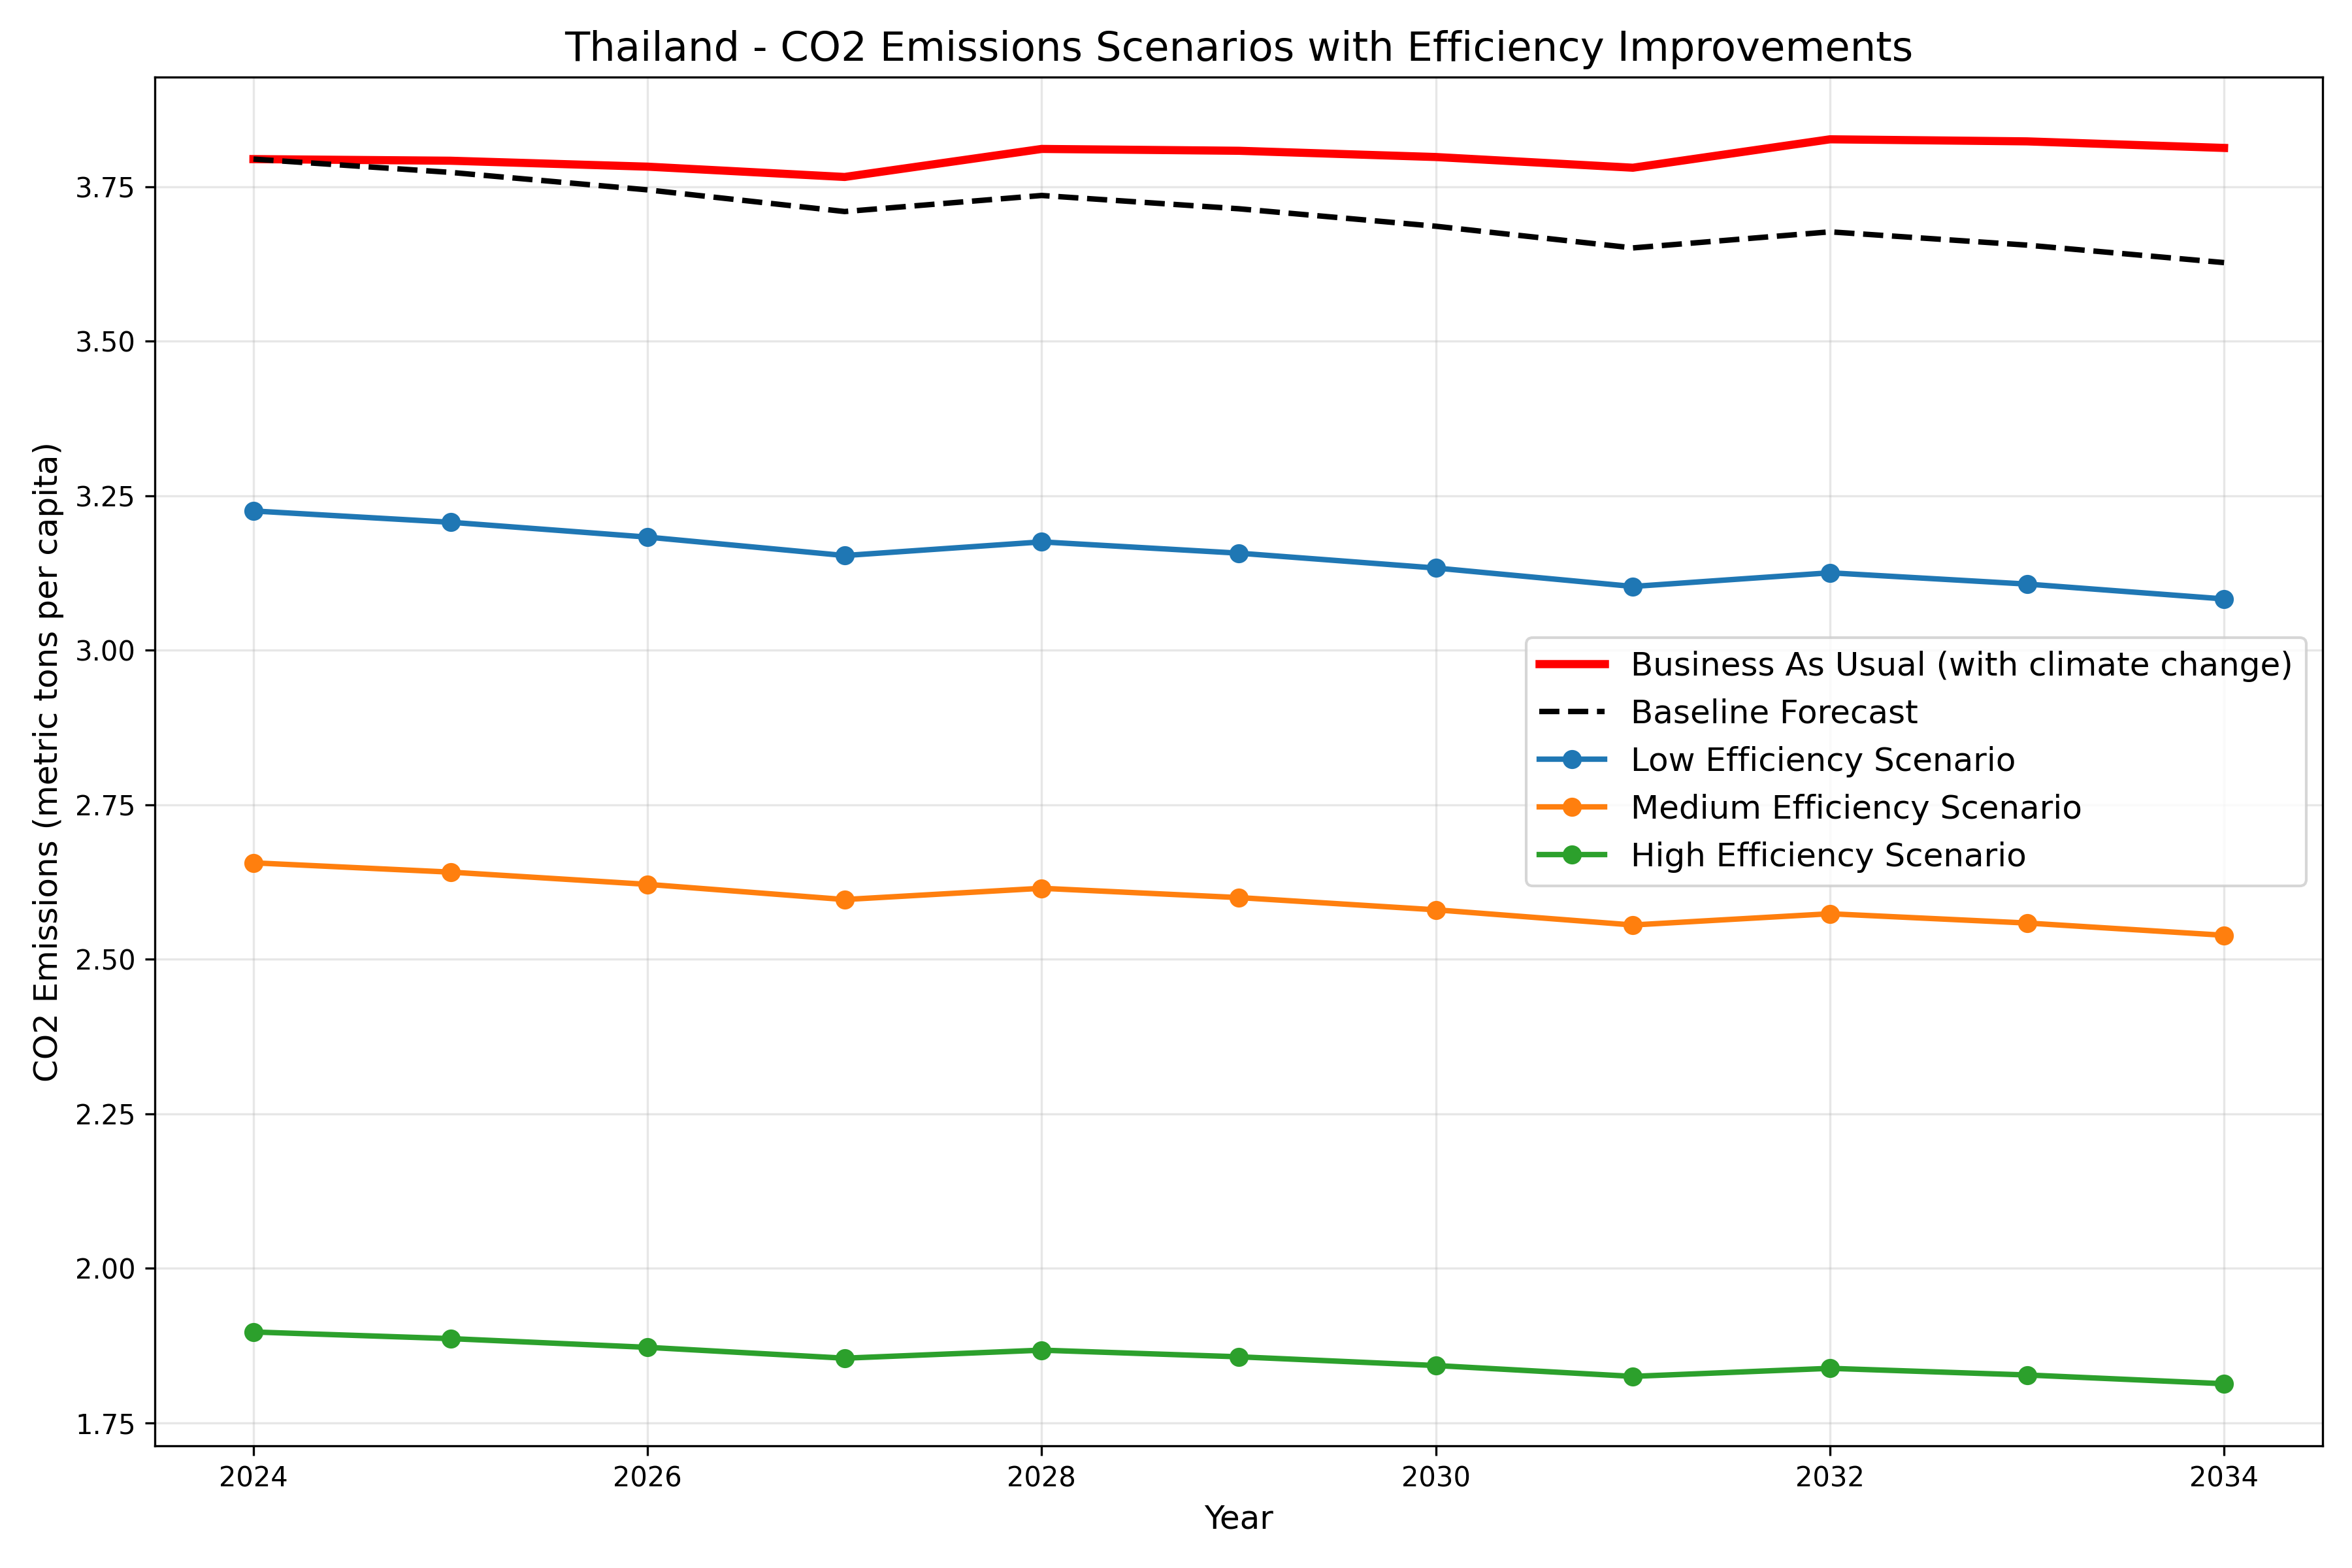 Thailand - CO2 Emissions Scenarios with Efficiency Improvements
CO2 Emissions (metric tons per capita)
3.75
3.50
3.25
3.00
2.75
2.50
2.25
2.00
1.75
Business As Usual (with climate change)
Baseline Forecast
Low Efficiency Scenario
Medium Efficiency Scenario
High Efficiency Scenario
2024 2026 2028 2030 2032 2034
Year